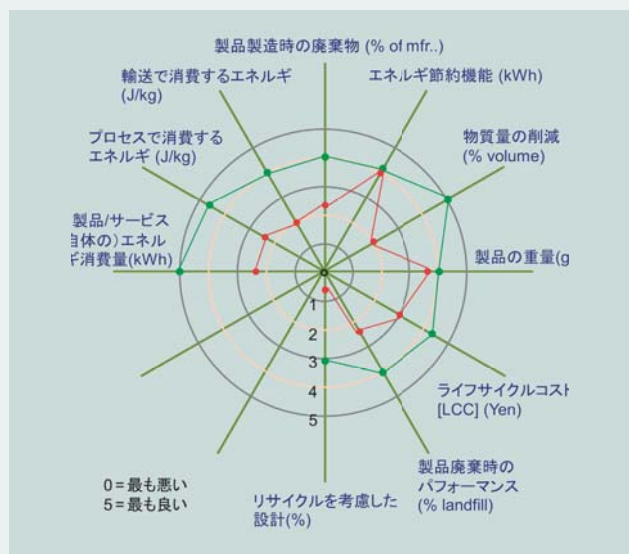 製品製造時の廃棄物 (% of mfr..)
輸送で消費するエネルギ
(J/kg)
エネルギ節約機能 (kWh)
プロセスで消費する
エネルギ (J/kg)
物質量の削減
(% volume)
製品/サービス
自体の）エネル
ギ消費量(kWh)
製品の重量(g
1
2
3
4
5
ライフサイクルコスト
[LCC] (Yen)
製品廃棄時の
パフォーマンス
(% landfill)
リサイクルを考慮した
設計(%)
0＝最も悪い
5＝最も良い